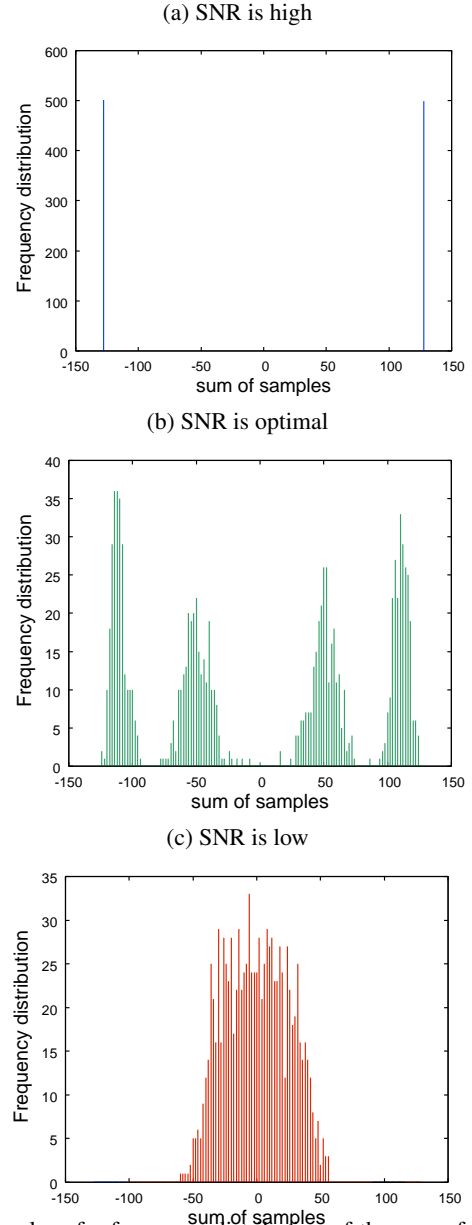 (a) SNR is high
600
500
400
300
200
100
0
Frequency distribution
-150 -100 -50 0 50 100 150
sum of samples
(b) SNR is optimal
40
35
30
25
20
15
10
5
0
Frequency distribution
-150 -100 -50 0 50 100 150
sum of samples
(c) SNR is low
35
30
25
20
15
10
5
0
Frequency distribution
-150 -100 -50 0 50 100 150
sum of samples